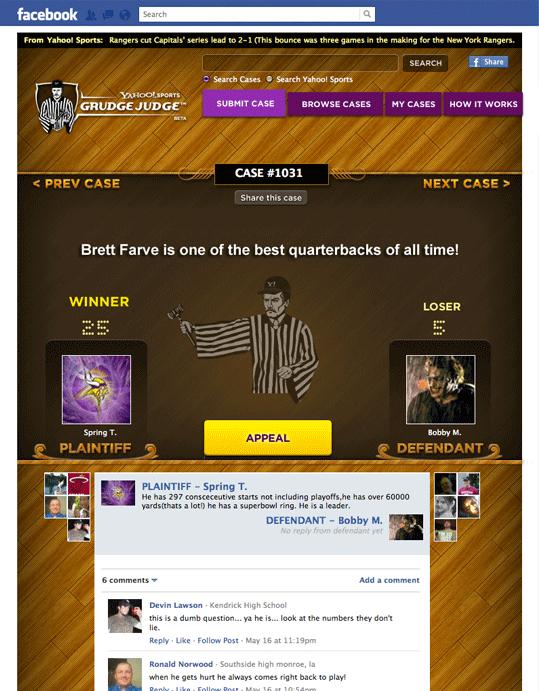 facebook
Search
From Yahoo! Sports: Rangers cut Capitals' series lead to 2-1 (This bounce was three games in the making for the New York Rangers.
SEARCH
Share
Search Cases Search Yahoo! Sports
YAHOO! SPORTS
GRUDGE JUDGE™
BETA
SUBMIT CASE
BROWSE CASES
MY CASES
HOW IT WORKS
CASE #1031
< PREV CASE
NEXT CASE >
Share this case
Brett Farve is one of the best quarterbacks of all time!
Y!
WINNER
LOSER
25
5
Spring T.
Bobby M.
APPEAL
PLAINTIFF
DEFENDANT
PLAINTIFF – Spring T.
He has 297 conscecutive starts not including playoffs,he has over 60000
yards(thats a lot!) he has a superbowl ring. He is a leader.
DEFENDANT – Bobby M.
No reply from defendant yet
6 comments
Add a comment
Devin Lawson · Kendrick High School
this is a dumb question... ya he is... look at the numbers they don't
lie.
Reply · Like · Follow Post · May 16 at 11:19pm
Ronald Norwood · Southside high monroe, la
when he gets hurt he always comes right back to play!
Reply · Like · Follow Post · May 16 at 10:54pm